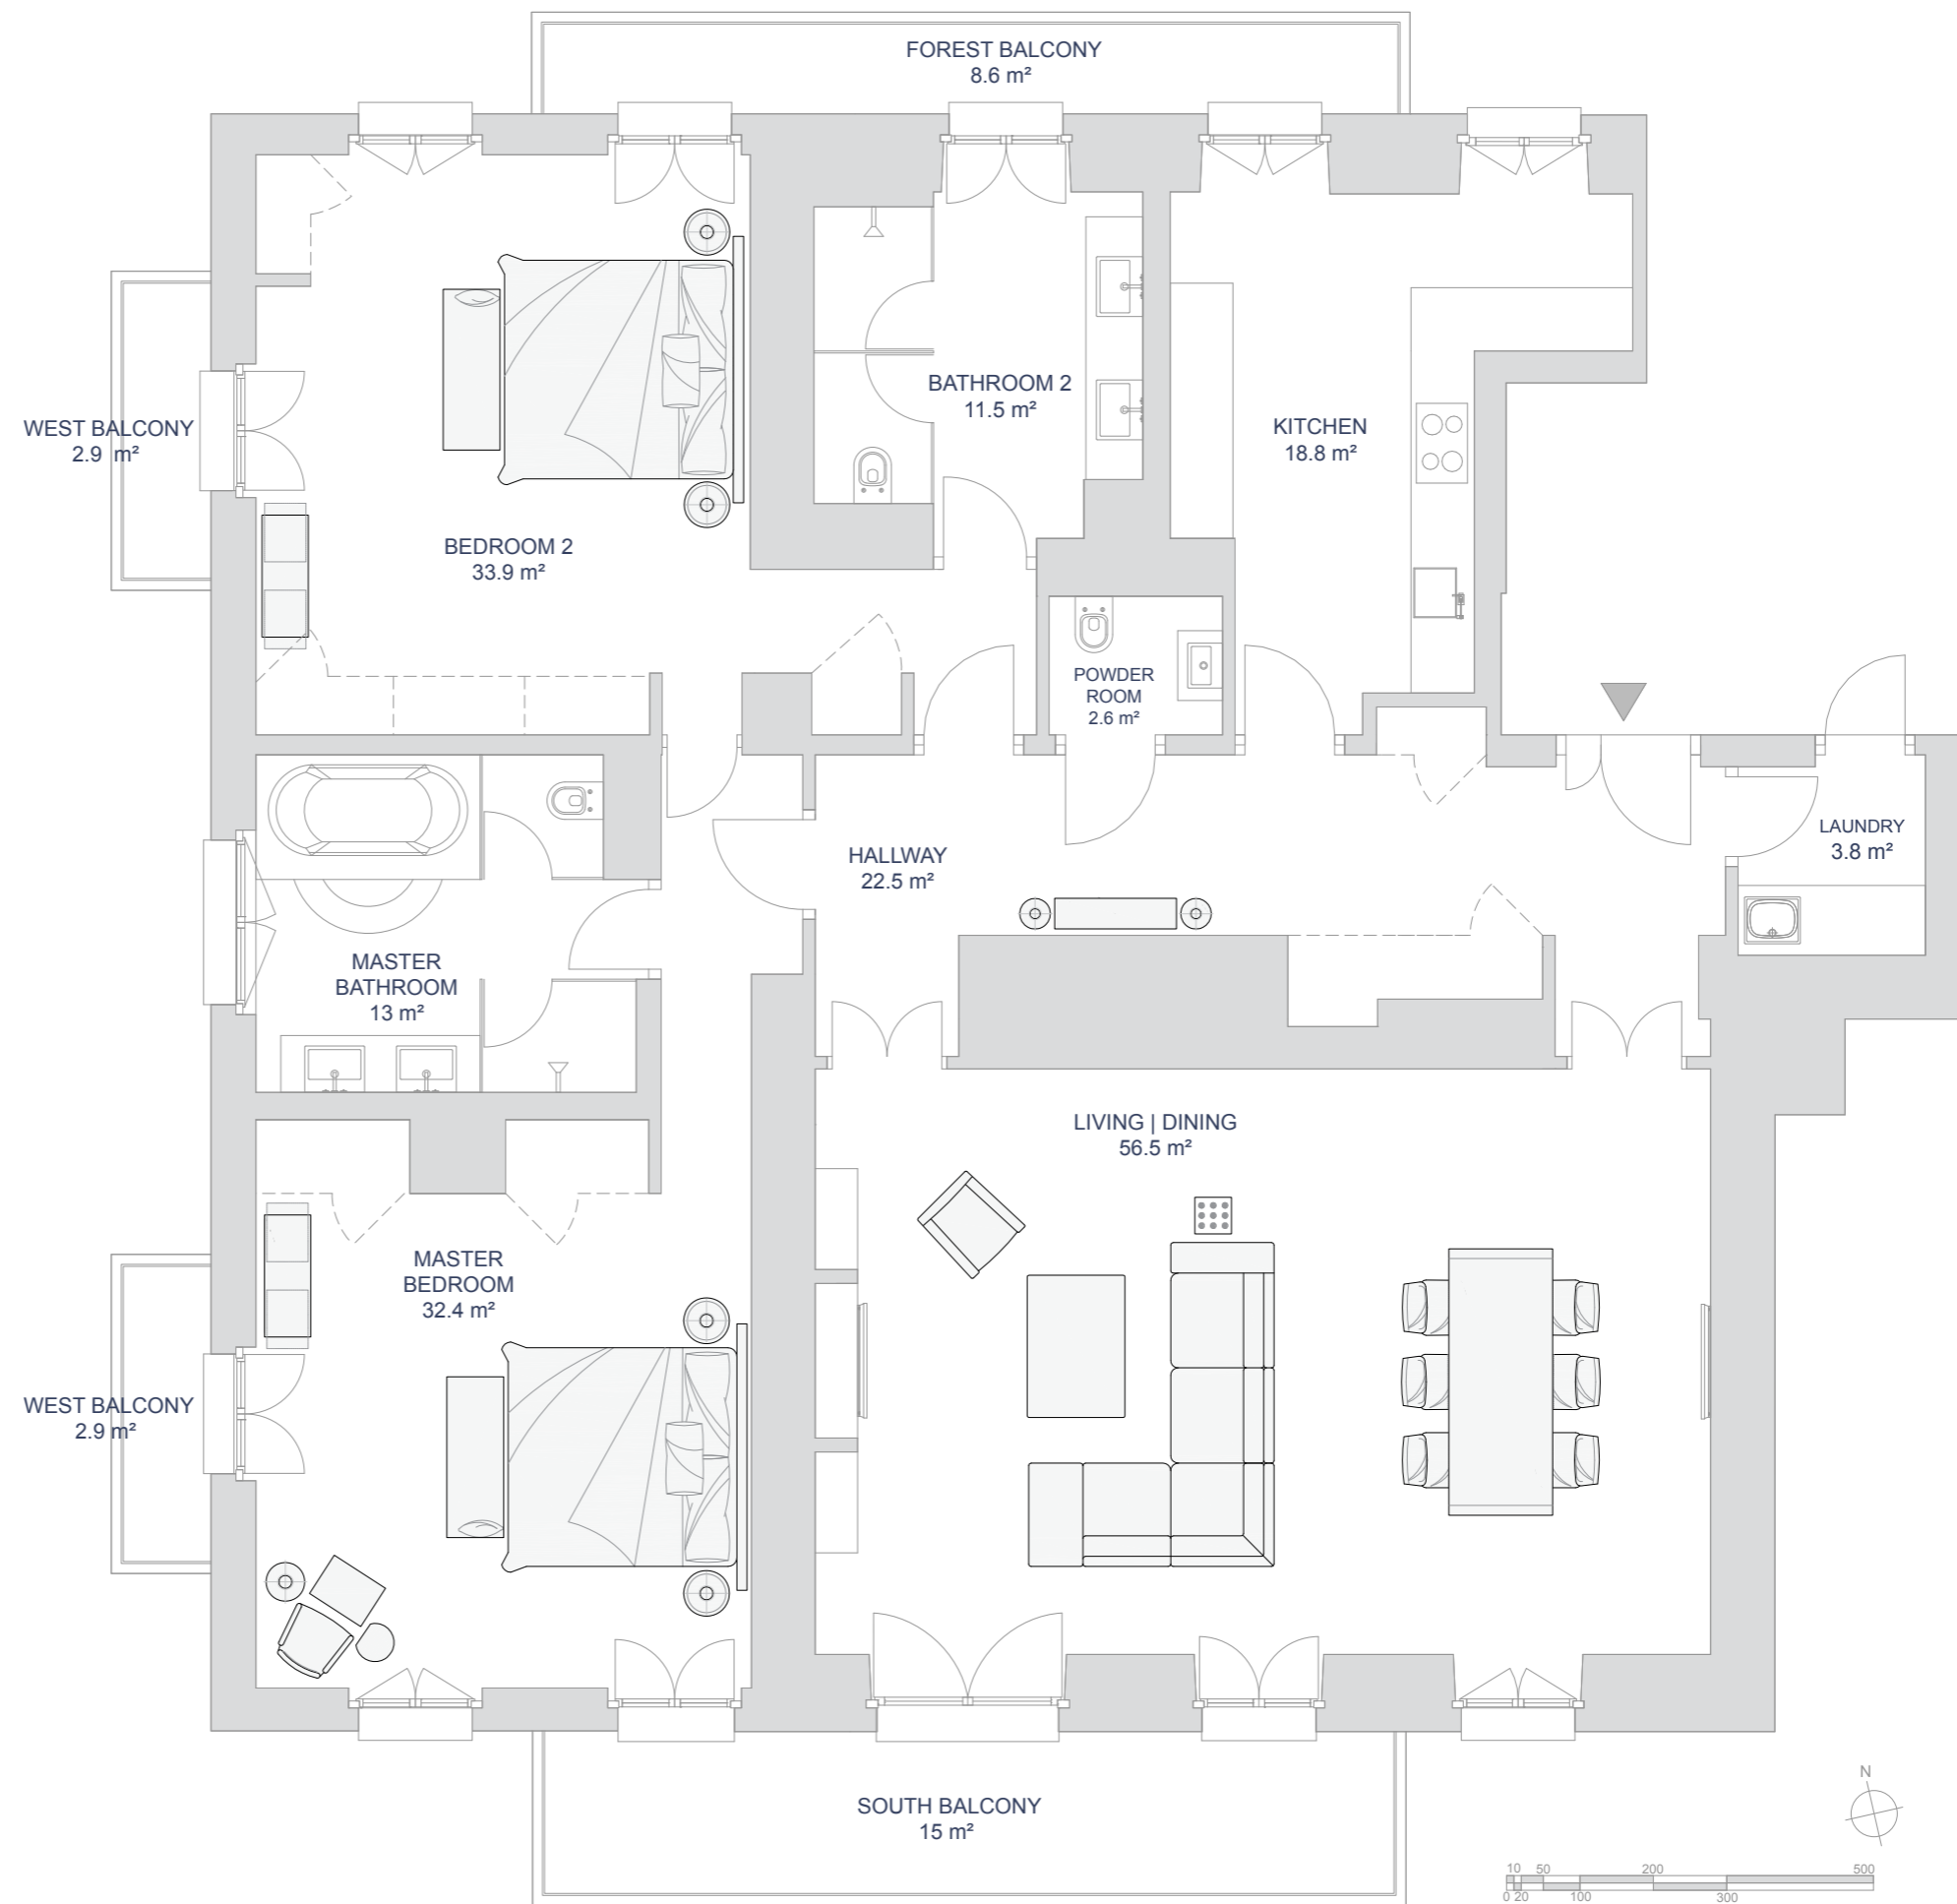 FOREST BALCONY
8.6 m²
WEST BALCONY
2.9 m²
BATHROOM 2
11.5 m²
KITCHEN
18.8 m²
BEDROOM 2
33.9 m²
POWDER
ROOM
2.6 m²
HALLWAY
22.5 m²
LAUNDRY
3.8 m²
MASTER
BATHROOM
13 m²
LIVING | DINING
56.5 m²
MASTER
BEDROOM
32.4 m²
WEST BALCONY
2.9 m²
SOUTH BALCONY
15 m²
N
10 50 200 500
0 20 100 300